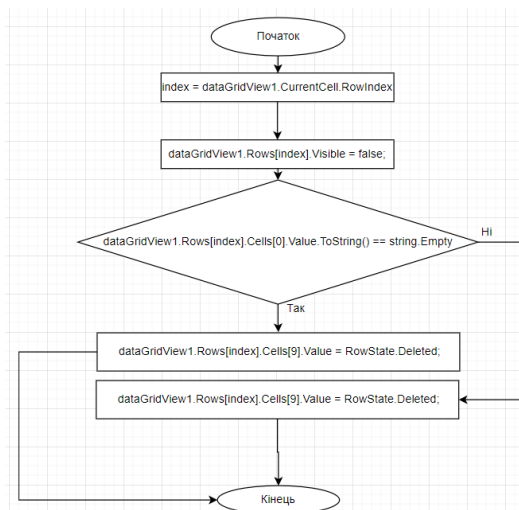 Початок
index = dataGridView1.CurrentCell.RowIndex
dataGridView1.Rows[index].Visible = false;
dataGridView1.Rows[index].Cells[0].Value.ToString() == string.Empty
Ні
Так
dataGridView1.Rows[index].Cells[9].Value = RowState.Deleted;
dataGridView1.Rows[index].Cells[9].Value = RowState.Deleted;
Кінець